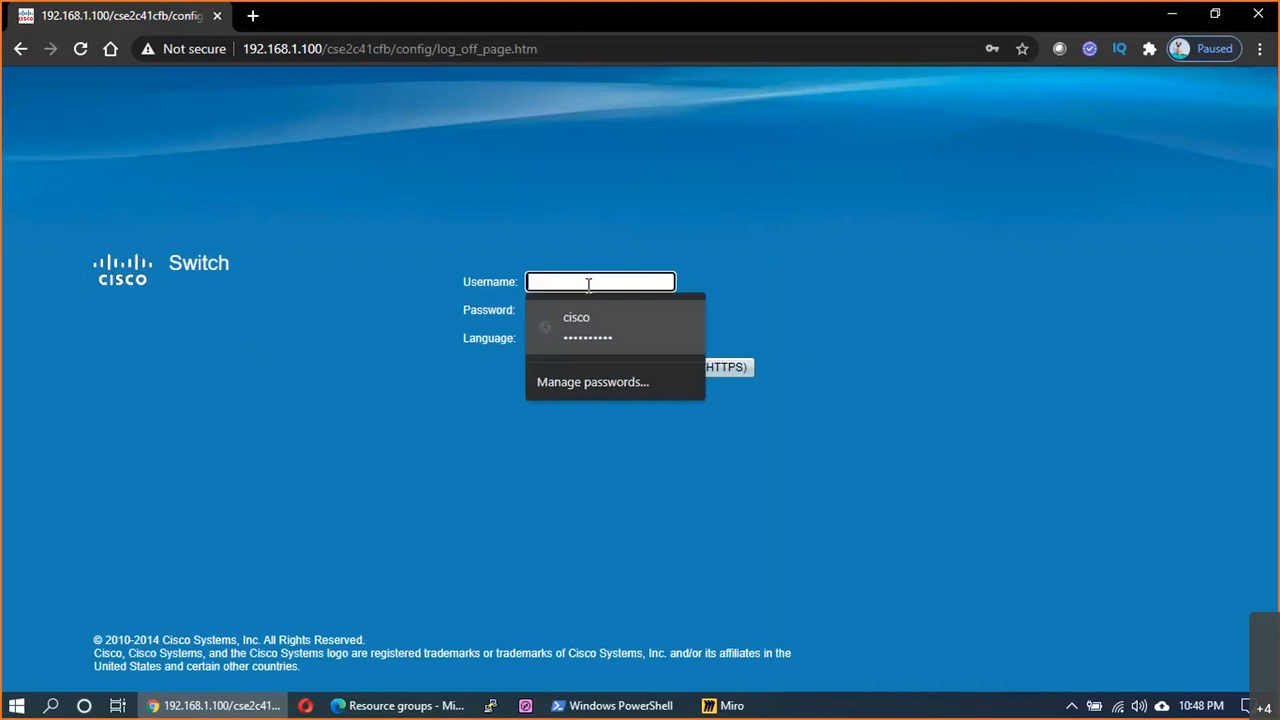 192.168.1.100/cse2c41cfb/config
Not secure
192.168.1.100/cse2c41cfb/config/log_off_page.htm
IQ
Paused
CISCO
Switch
Username:
Password:
Language:
cisco
••••••••••
Manage passwords...
HTTPS)
© 2010-2014 Cisco Systems, Inc. All Rights Reserved.
Cisco, Cisco Systems, and the Cisco Systems logo are registered trademarks or trademarks of Cisco Systems, Inc. and/or its affiliates in the
United States and certain other countries.
192.168.1.100/cse2c41...
Resource groups - Mi...
Windows PowerShell
Miro
10:48 PM
+4